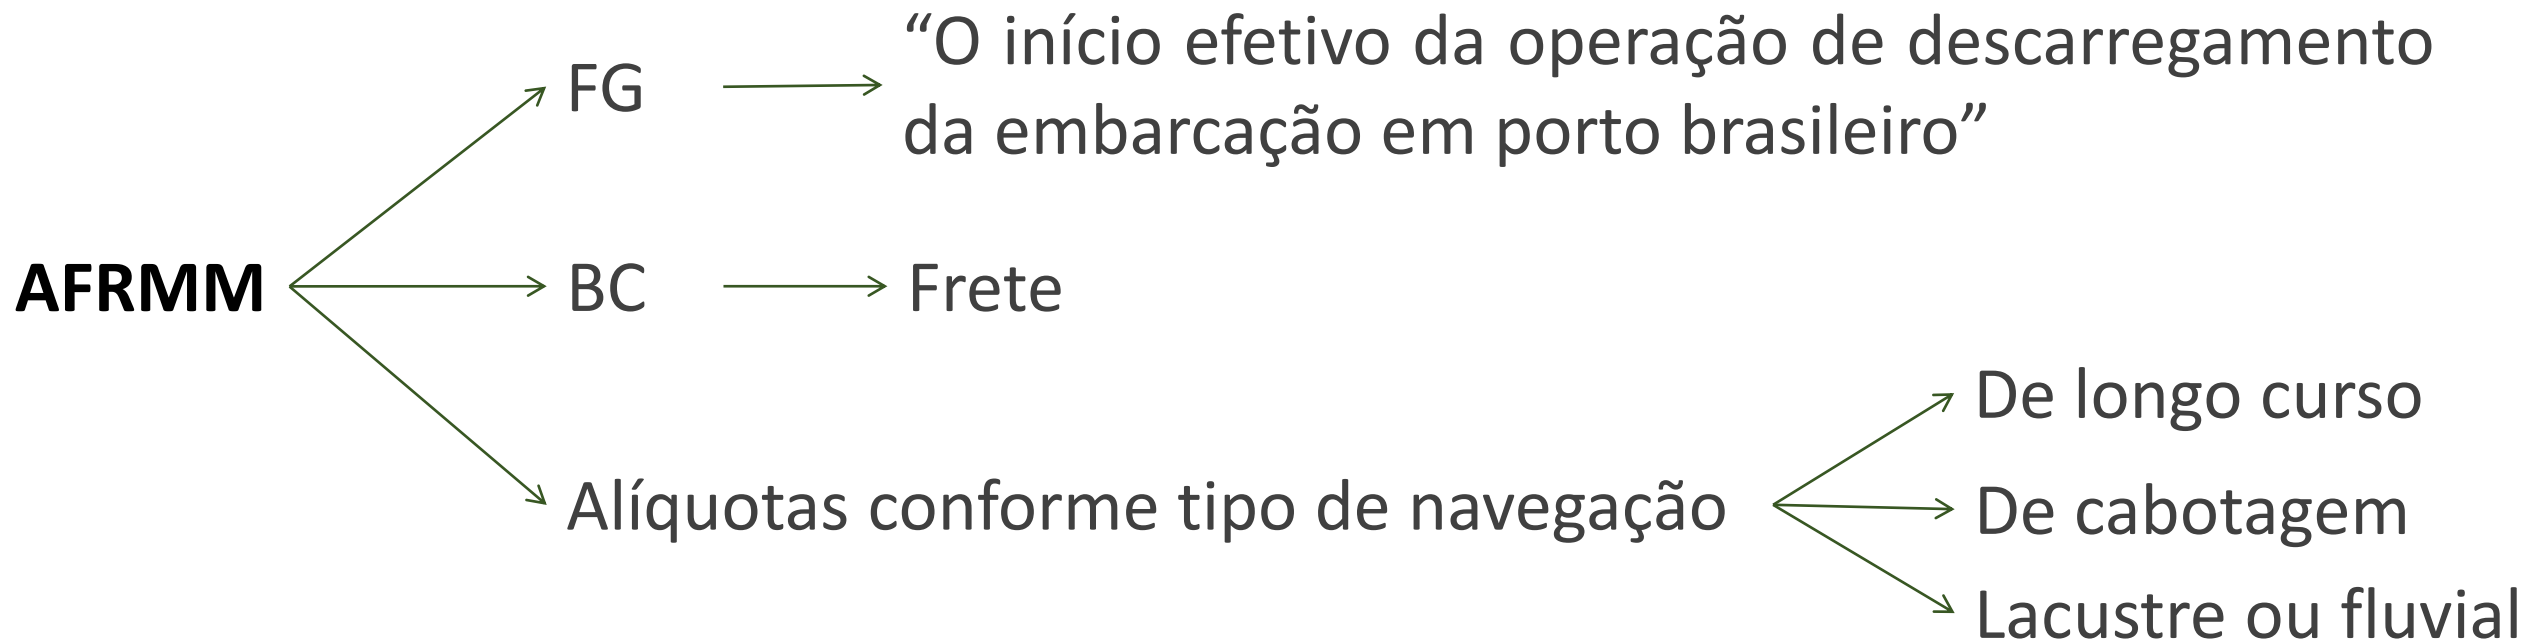 “O início efetivo da operação de descarregamento
da embarcação em porto brasileiro”
FG
AFRMM
BC
Frete
Alíquotas conforme tipo de navegação
De longo curso
De cabotagem
Lacustre ou fluvial